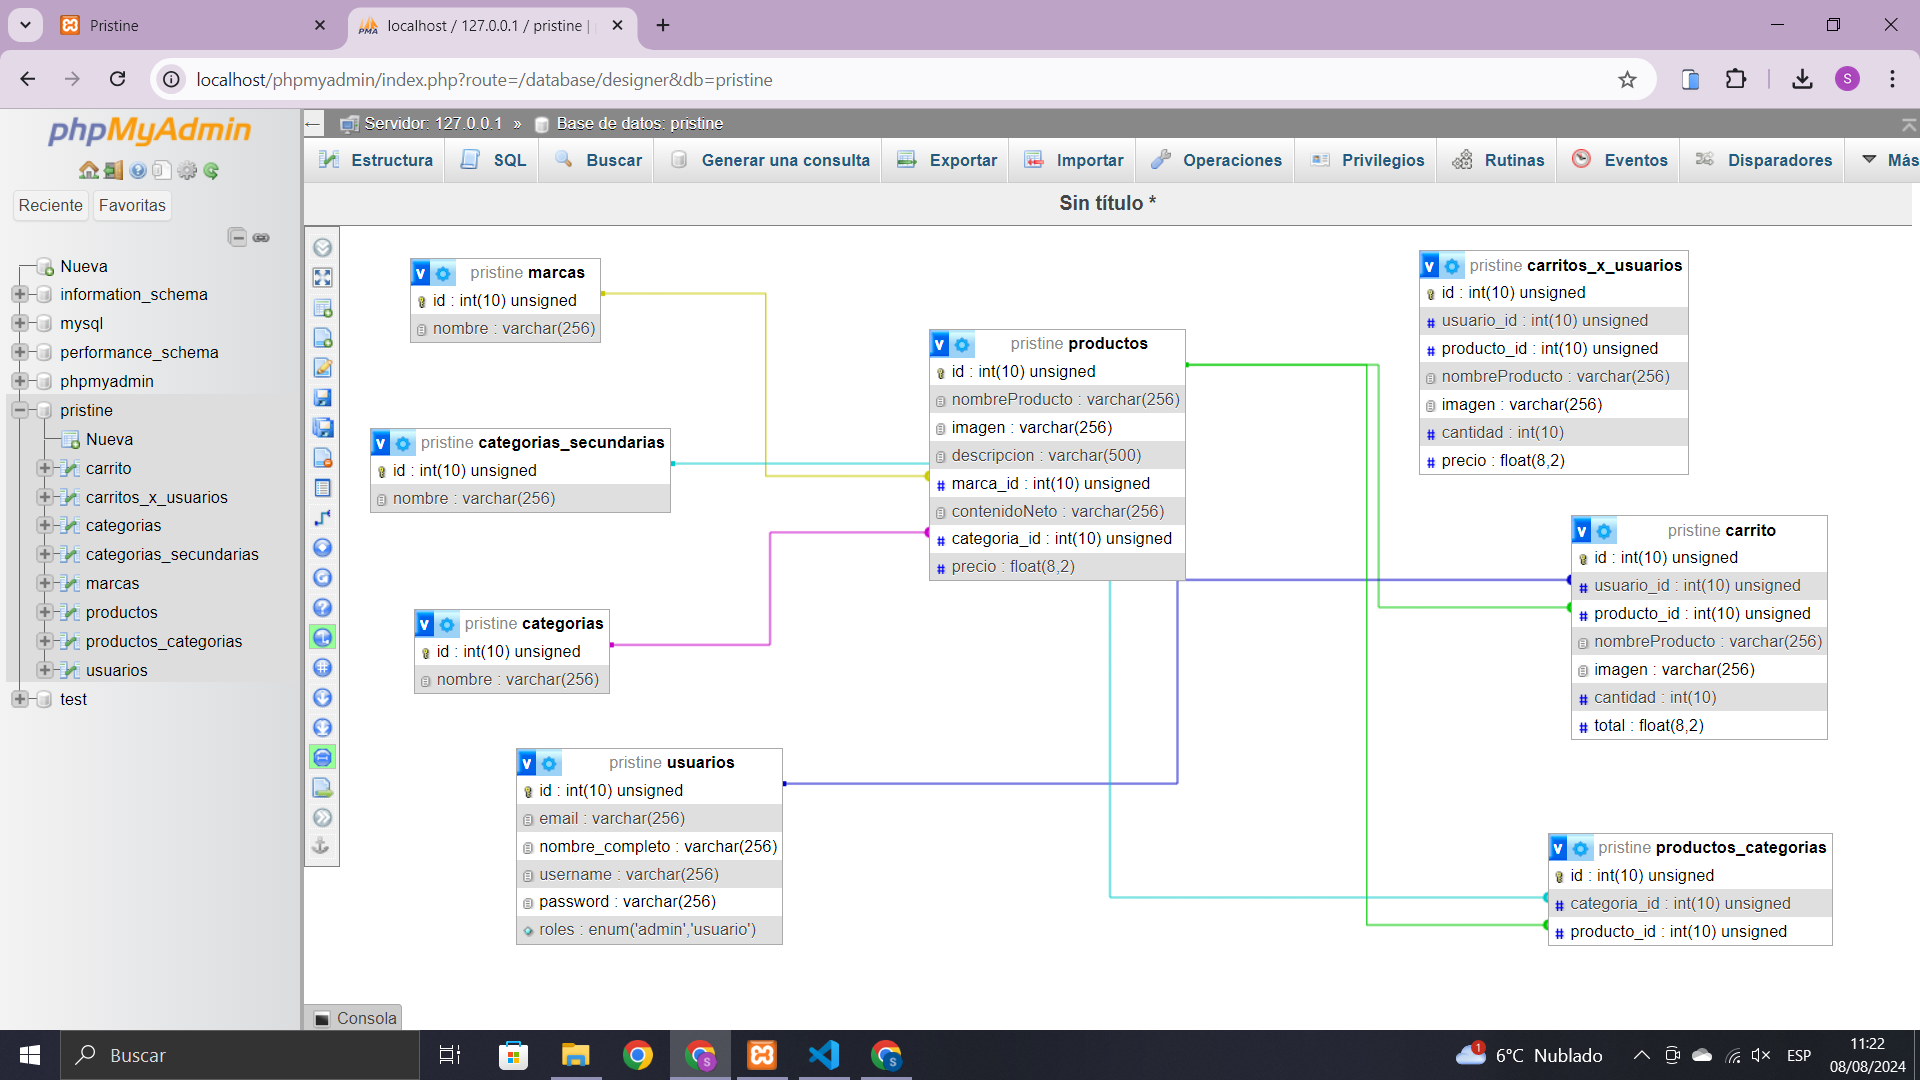 Pristine
localhost / 127.0.0.1 / pristine |
localhost/phpmyadmin/index.php?route=/database/designer&db=pristine
S
phpMyAdmin
Reciente
Favoritas
Nueva
information_schema
mysql
performance_schema
phpmyadmin
pristine
Nueva
carrito
carritos_x_usuarios
categorias
categorias_secundarias
marcas
productos
productos_categorias
usuarios
test
Servidor: 127.0.0.1 » Base de datos: pristine
Estructura
SQL
Buscar
Generar una consulta
Exportar
Importar
Operaciones
Privilegios
Rutinas
Eventos
Disparadores
Más
Sin título *
v pristine marcas
id : int(10) unsigned
nombre : varchar(256)
v pristine categorias_secundarias
id : int(10) unsigned
nombre : varchar(256)
v pristine categorias
id : int(10) unsigned
nombre : varchar(256)
v pristine usuarios
id : int(10) unsigned
email : varchar(256)
nombre_completo : varchar(256)
username : varchar(256)
password : varchar(256)
roles : enum('admin','usuario')
v pristine productos
id : int(10) unsigned
nombreProducto : varchar(256)
imagen : varchar(256)
descripcion : varchar(500)
# marca_id : int(10) unsigned
contenidoNeto : varchar(256)
# categoria_id : int(10) unsigned
# precio : float(8,2)
v pristine carritos_x_usuarios
id : int(10) unsigned
# usuario_id : int(10) unsigned
# producto_id : int(10) unsigned
nombreProducto : varchar(256)
imagen : varchar(256)
# cantidad : int(10)
# precio : float(8,2)
v pristine carrito
id : int(10) unsigned
# usuario_id : int(10) unsigned
# producto_id : int(10) unsigned
nombreProducto : varchar(256)
imagen : varchar(256)
# cantidad : int(10)
# total : float(8,2)
v pristine productos_categorias
id : int(10) unsigned
# categoria_id : int(10) unsigned
# producto_id : int(10) unsigned
Consola
Buscar
1
6°C Nublado
ESP
11:22
08/08/2024